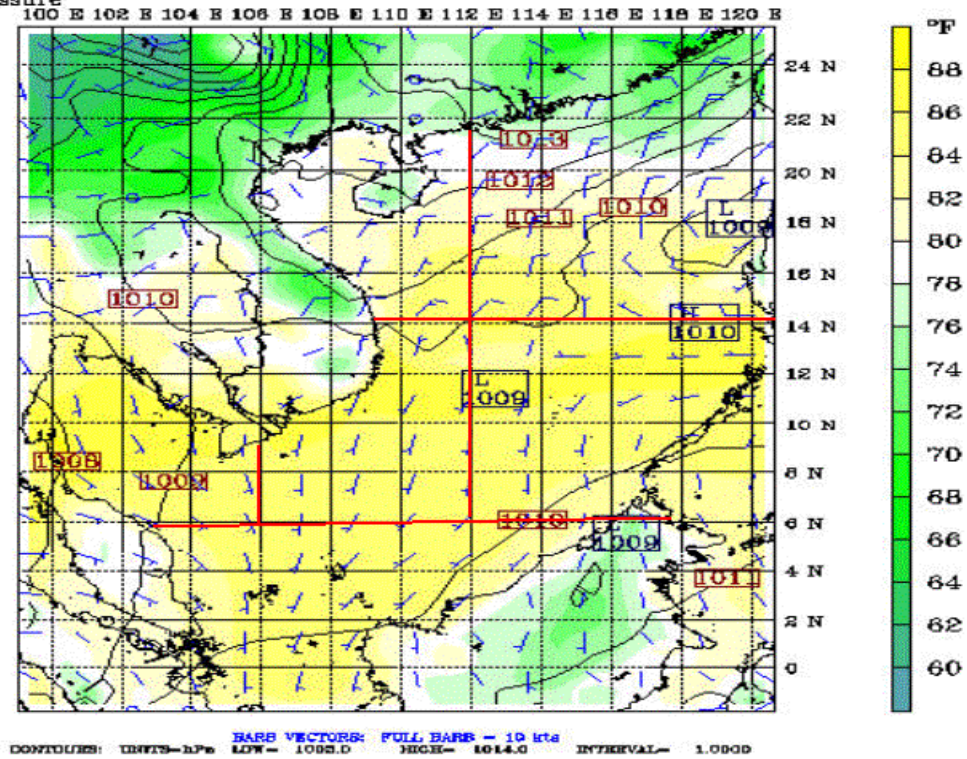 100 E 102 E 104 E 106 E 108 E 110 E 112 E 114 E 116 E 118 E 120 E
°F
24 N
88
22 N
86
1013
84
20 N
1012
82
1010
L
1011
18 N
1009
80
16 N
78
1010
14 N
1010
76
12 N
L
1009
74
10 N
72
1008
8 N
70
1009
68
6 N
1010
L
1009
66
4 N
1011
64
2 N
62
0
60
BARB VECTORS: FULL BARB = 10 kts
CONTOURS: UNITS=hPa LOW= HIGH= 1014.0 INTERVAL= 1.0000